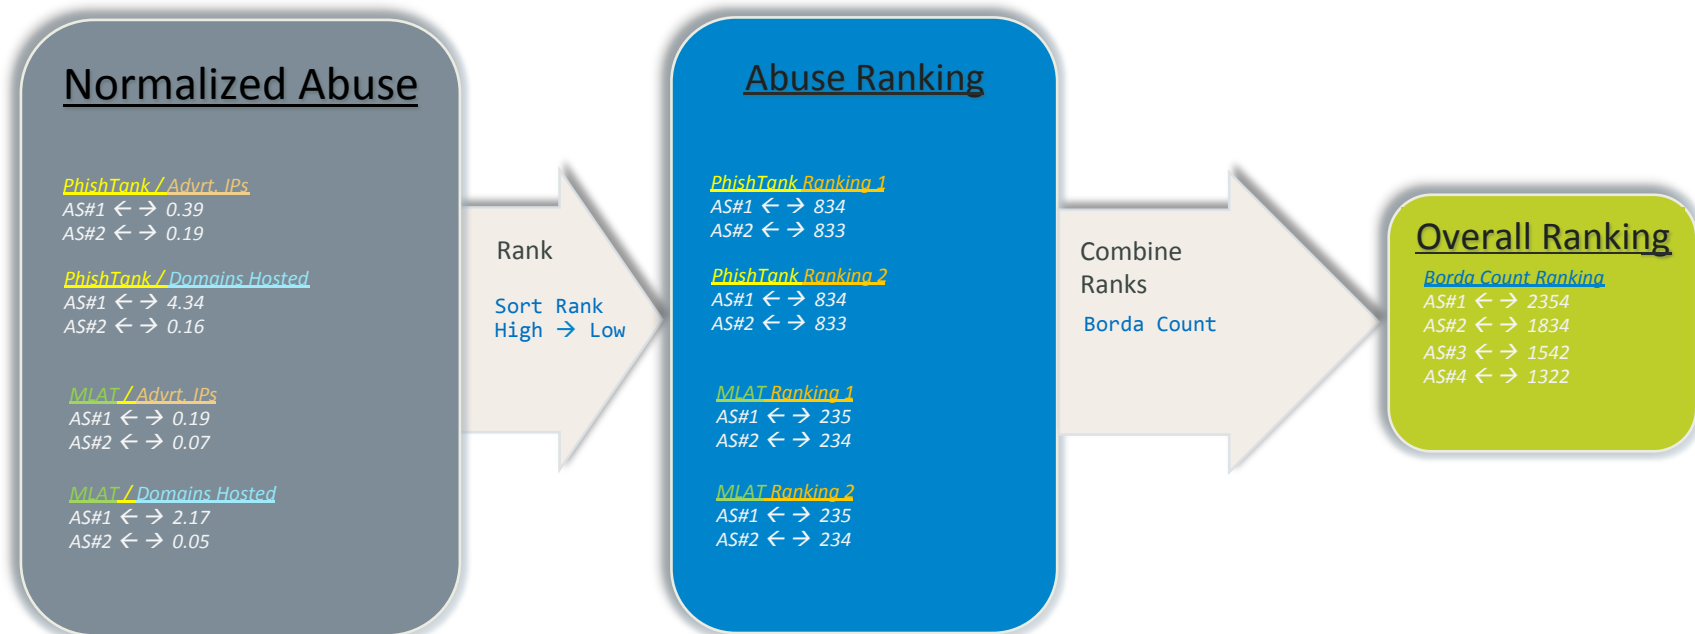 Normalized Abuse
PhishTank / Advrt. IPs
AS#1 ← → 0.39
AS#2 ← → 0.19
PhishTank / Domains Hosted
AS#1 ← → 4.34
AS#2 ← → 0.16
MLAT / Advrt. IPs
AS#1 ← → 0.19
AS#2 ← → 0.07
MLAT / Domains Hosted
AS#1 ← → 2.17
AS#2 ← → 0.05
Rank
Sort Rank
High → Low
Abuse Ranking
PhishTank Ranking 1
AS#1 ← → 834
AS#2 ← → 833
PhishTank Ranking 2
AS#1 ← → 834
AS#2 ← → 833
MLAT Ranking 1
AS#1 ← → 235
AS#2 ← → 234
MLAT Ranking 2
AS#1 ← → 235
AS#2 ← → 234
Combine
Ranks
Borda Count
Overall Ranking
Borda Count Ranking
AS#1 ← → 2354
AS#2 ← → 1834
AS#3 ← → 1542
AS#4 ← → 1322